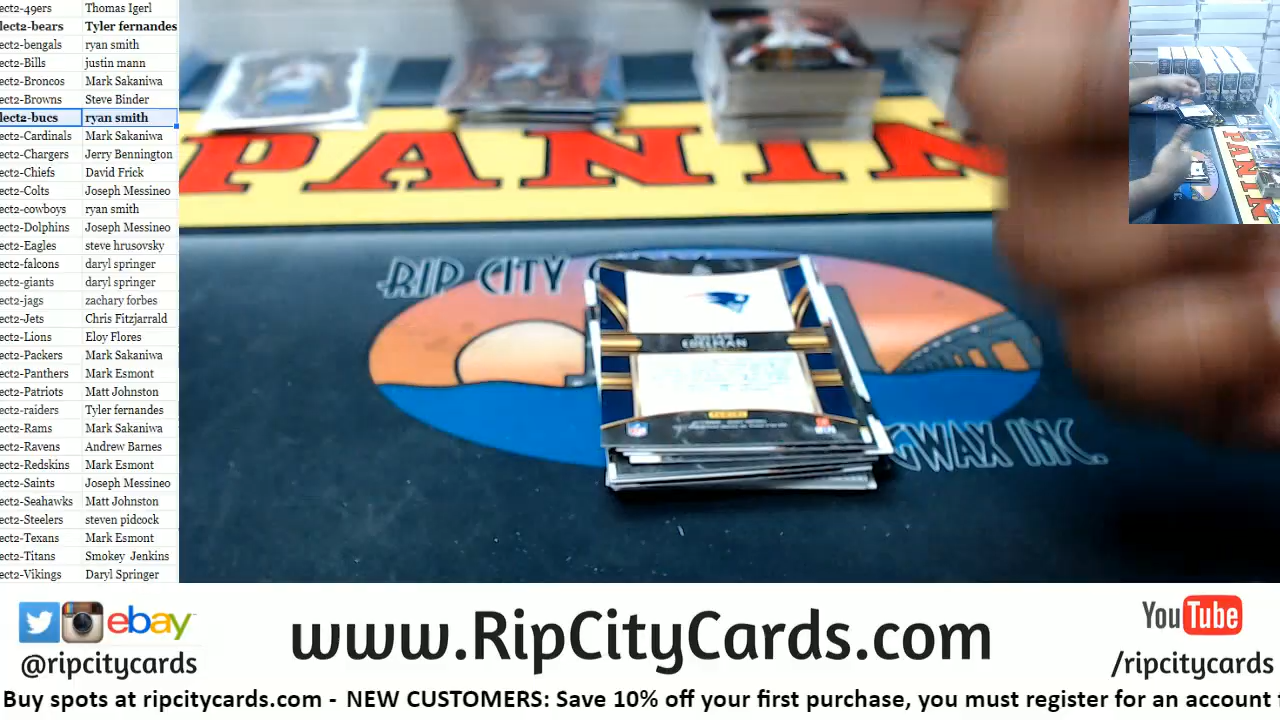 ect2-49ers Thomas Igerl
lect2-bears Tyler fernandes
ect2-bengals ryan smith
ect2-Bills justin mann
ect2-Broncos Mark Sakaniwa
ect2-Browns Steve Binder
lect2-bucs ryan smith
ect2-Cardinals Mark Sakaniwa
ect2-Chargers Jerry Bennington
ect2-Chiefs David Frick
ect2-Colts Joseph Messineo
ect2-cowboys ryan smith
ect2-Dolphins Joseph Messineo
ect2-Eagles steve hrusovsky
ect2-falcons daryl springer
ect2-giants daryl springer
ect2-jags zachary forbes
ect2-Jets Chris Fitzjarrald
ect2-Lions Eloy Flores
ect2-Packers Mark Sakaniwa
ect2-Panthers Mark Esmont
ect2-Patriots Matt Johnston
ect2-raiders Tyler fernandes
ect2-Rams Mark Sakaniwa
ect2-Ravens Andrew Barnes
ect2-Redskins Mark Esmont
ect2-Saints Joseph Messineo
ect2-Seahawks Matt Johnston
ect2-Steelers steven pidcock
ect2-Texans Mark Esmont
ect2-Titans Smokey Jenkins
ect2-Vikings Daryl Springer
PANIN
PANIN
RIP CITY
EDELMAN
PANINI
NFL
GWAX INC.
ebay
@ripcitycards
www.RipCityCards.com
YouTube
/ripcitycards
Buy spots at ripcitycards.com - NEW CUSTOMERS: Save 10% off your first purchase, you must register for an account